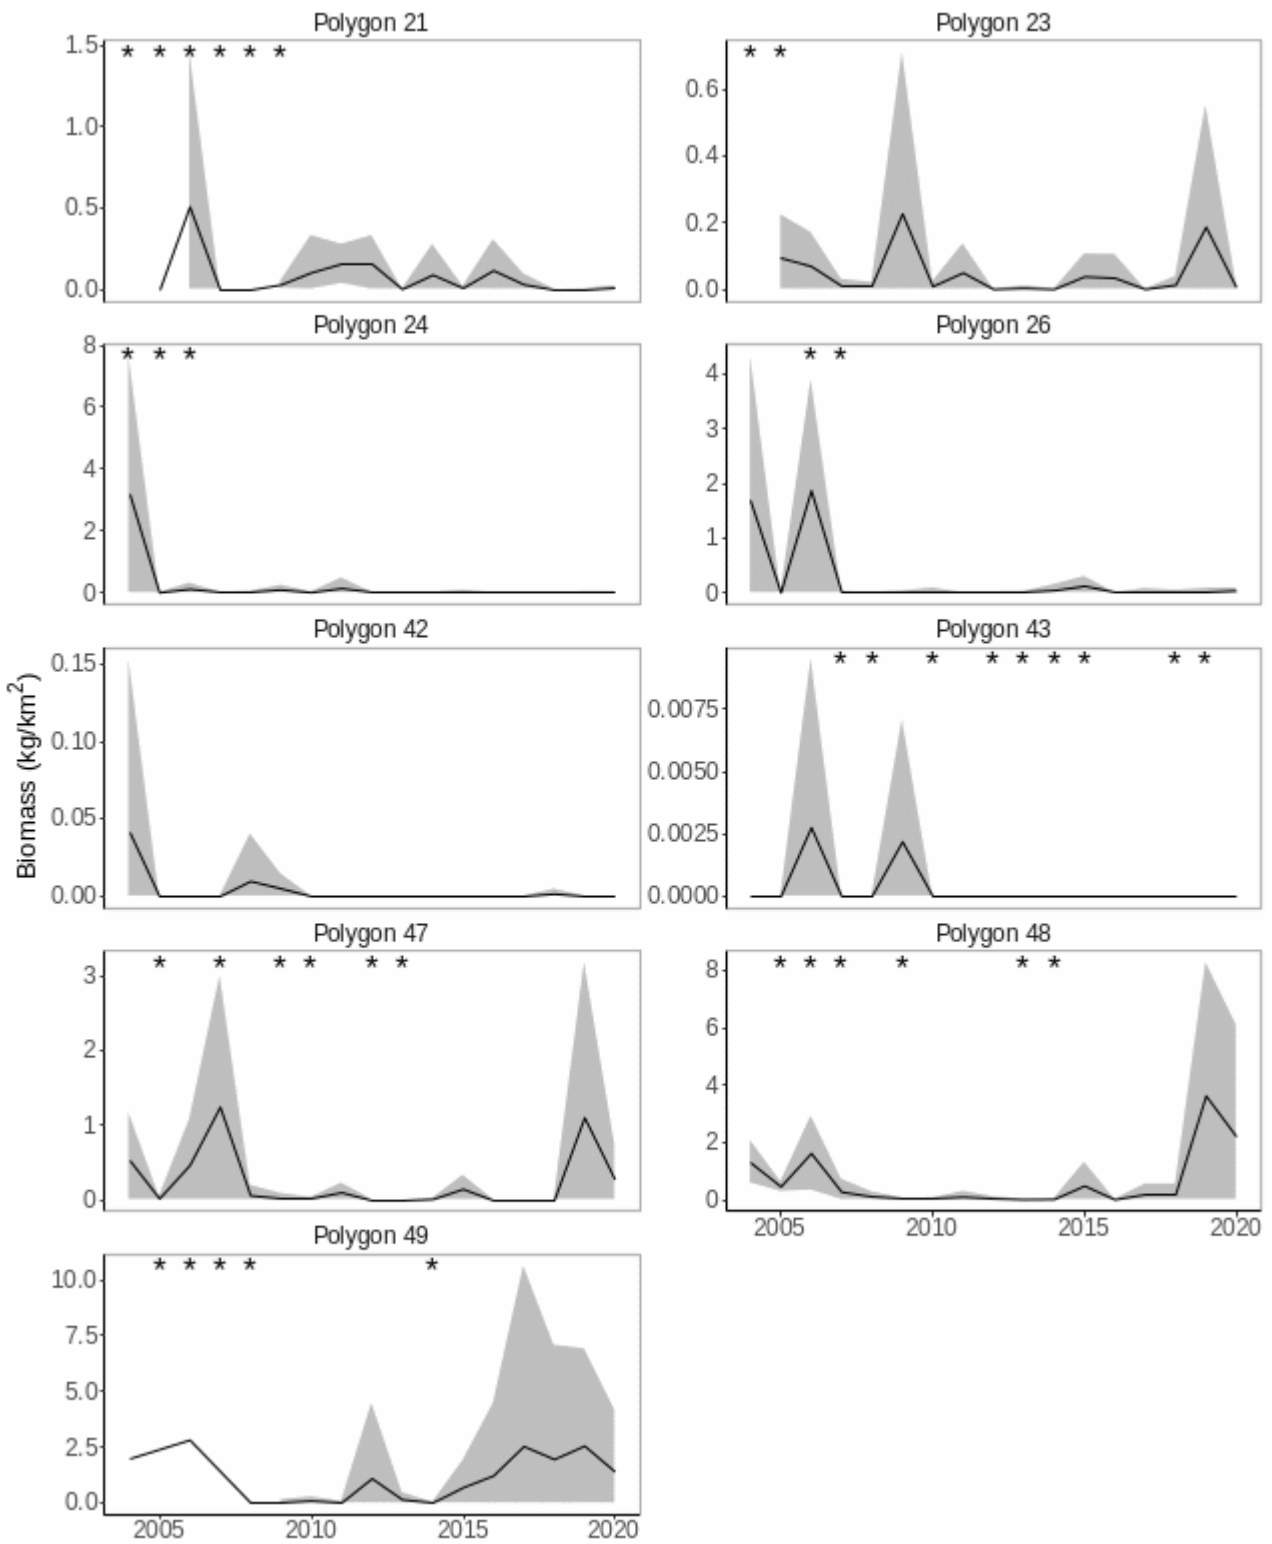 Polygon 21
Polygon 23
* * * * * *
* *
1.5
1.0
0.5
0.0
0.6
0.4
0.2
0.0
Polygon 24
Polygon 26
* * *
* *
8
6
4
2
0
4
3
2
1
0
Polygon 42
Polygon 43
* * * * * * * * *
0.15
0.10
0.05
0.00
0.0075
0.0050
0.0025
0.0000
Biomass (kg/km2)
Polygon 47
Polygon 48
* * * * * *
* * * * * *
3
2
1
0
8
6
4
2
0
2005 2010 2015 2020
Polygon 49
* * * * *
10.0
7.5
5.0
2.5
0.0
2005 2010 2015 2020